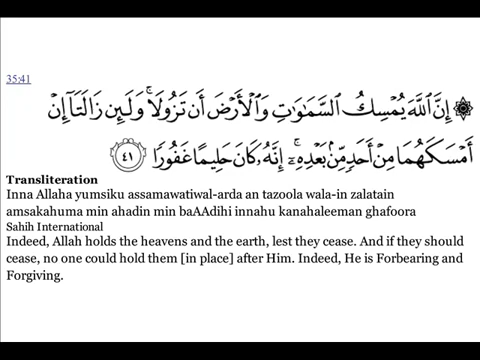 35:41
۞ إِنَّ ٱللَّهَ يُمْسِكُ ٱلسَّمَـٰوَٰتِ وَٱلْأَرْضَ أَن تَزُولَا ۚ وَلَئِن زَالَتَآ إِنْ
أَمْسَكَهُمَا مِنْ أَحَدٍ مِّنۢ بَعْدِهِۦٓ ۚ إِنَّهُۥ كَانَ حَلِيمًا غَفُورًا ٤١
Transliteration
Inna Allaha yumsiku assamawatiwal-arda an tazoola wala-in zalatain
amsakahuma min ahadin min baAAdihi innahu kanahaleeman ghafoora
Sahih International
Indeed, Allah holds the heavens and the earth, lest they cease. And if they should
cease, no one could hold them [in place] after Him. Indeed, He is Forbearing and
Forgiving.